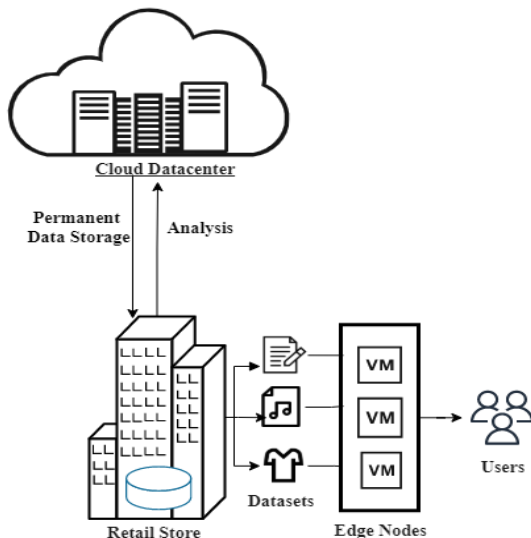 Cloud Datacenter
Permanent
Data Storage
Analysis
VM
VM
VM
Datasets
Users
Retail Store
Edge Nodes